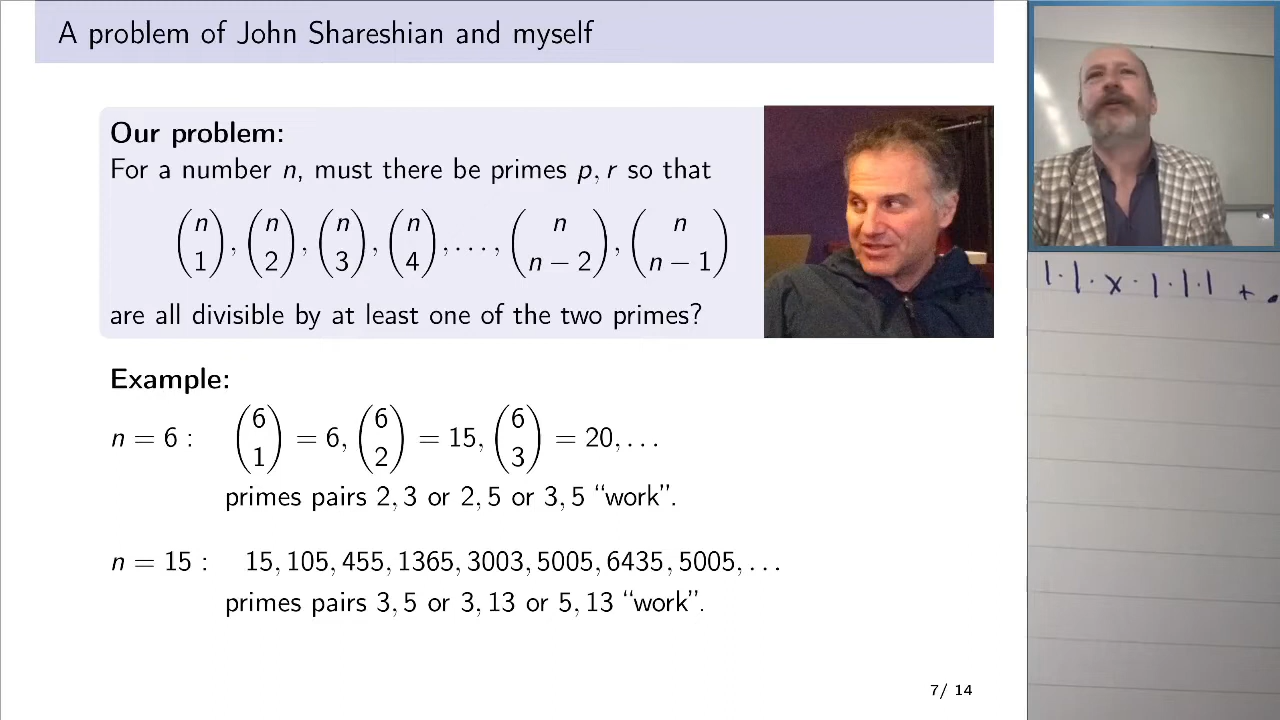 A problem of John Shareshian and myself
Our problem:
For a number n, must there be primes p, r so that
(n 1), (n 2), (n 3), (n 4), . . . , (n n − 2), (n n − 1)
are all divisible by at least one of the two primes?
Example:
n = 6 : (6 1) = 6, (6 2) = 15, (6 3) = 20, . . .
primes pairs 2, 3 or 2, 5 or 3, 5 “work”.
n = 15 : 15, 105, 455, 1365, 3003, 5005, 6435, 5005, . . .
primes pairs 3, 5 or 3, 13 or 5, 13 “work”.
7/ 14
1·1·x·1·1·1 +